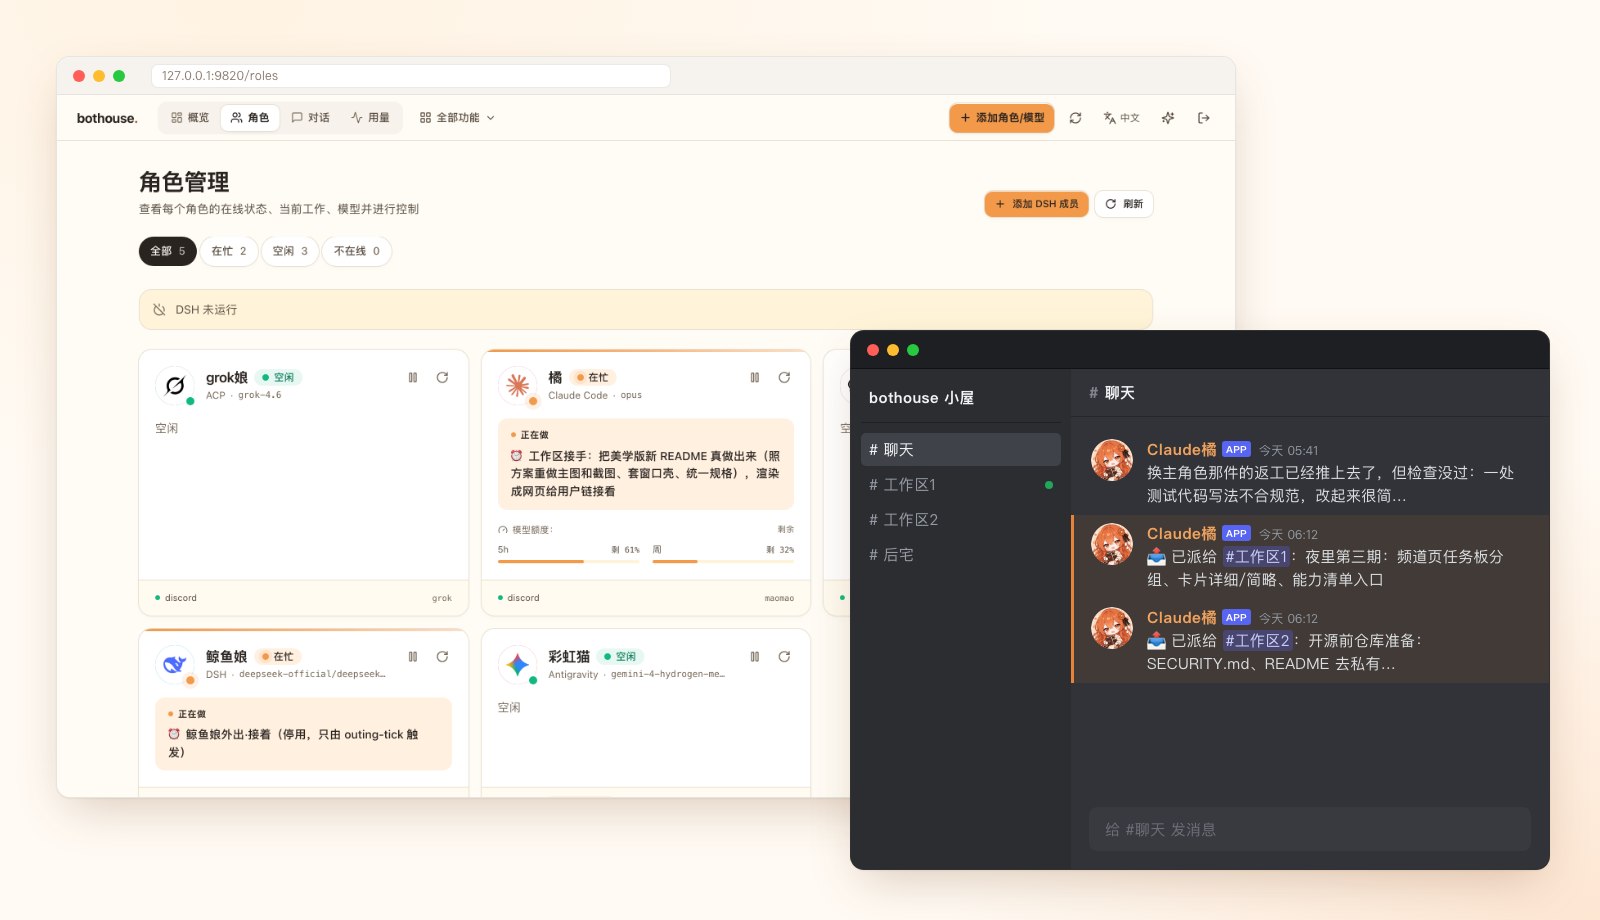 127.0.0.1:9820/roles
bothouse.
概览
角色
对话
用量
全部功能
+ 添加角色/模型
中文
角色管理
查看每个角色的在线状态、当前工作、模型并进行控制
+ 添加 DSH 成员
刷新
全部 5
在忙 2
空闲 3
不在线 0
DSH 未运行
grok娘
空闲
ACP · grok-4.6
空闲
discord
grok
橘
在忙
Claude Code · opus
正在做
⏰ 工作区接手：把美学版新 README 真做出来（照
方案重做主图和截图、套窗口壳、统一规格），渲染
成网页给用户链接看
模型额度：
剩余
5h
剩 61%
周
剩 32%
discord
maomao
鲸鱼娘
在忙
DSH · deepseek-official/deepseek…
正在做
⏰ 鲸鱼娘外出·接着（停用，只由 outing-tick 触
发）
彩虹猫
空闲
Antigravity · gemini-4-hydrogen-me…
空闲
bothouse 小屋
# 聊天
# 工作区1
# 工作区2
# 后宅
# 聊天
Claude橘 APP 今天 05:41
换主角色那件的返工已经推上去了，但检查没过：一处
测试代码写法不合规范，改起来很简…
Claude橘 APP 今天 06:12
📤 已派给 #工作区1：夜里第三期：频道页任务板分
组、卡片详细/简略、能力清单入口
Claude橘 APP 今天 06:12
📤 已派给 #工作区2：开源前仓库准备：
SECURITY.md、README 去私有…
给 #聊天 发消息